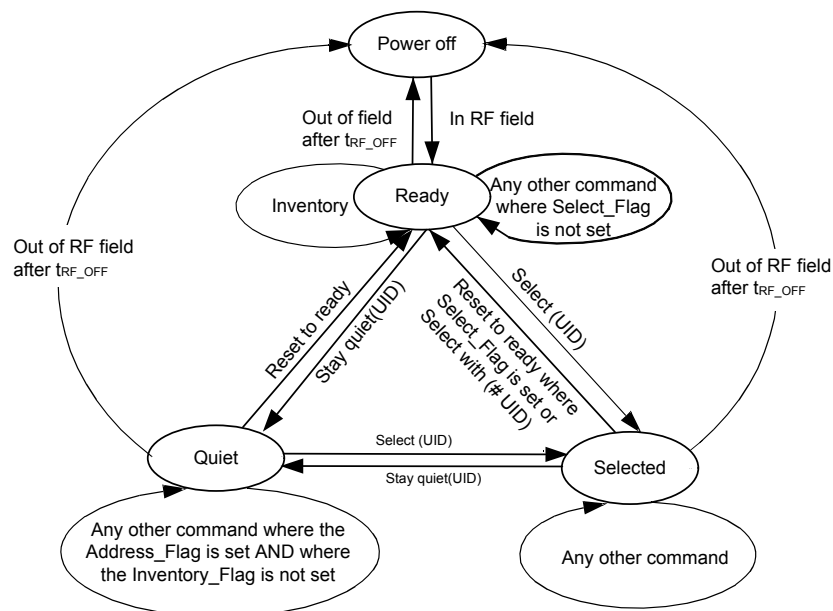 Power off
Out of field
after tRF_OFF
In RF field
Ready
Inventory
Any other command
where Select_Flag
is not set
Out of RF field
after tRF_OFF
Out of RF field
after tRF_OFF
Reset to ready
Stay quiet(UID)
Select (UID)
Reset to ready where
Select_Flag is set or
Select with (# UID)
Quiet
Select (UID)
Stay quiet(UID)
Selected
Any other command where the
Address_Flag is set AND where
the Inventory_Flag is not set
Any other command